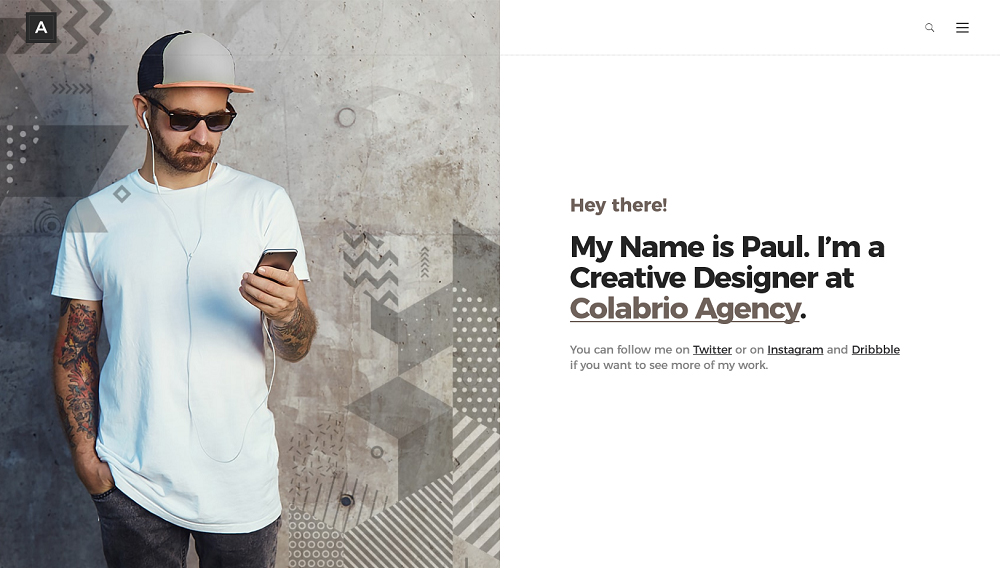 A
Hey there!
My Name is Paul. I’m a
Creative Designer at
Colabrio Agency.
You can follow me on Twitter or on Instagram and Dribbble
if you want to see more of my work.